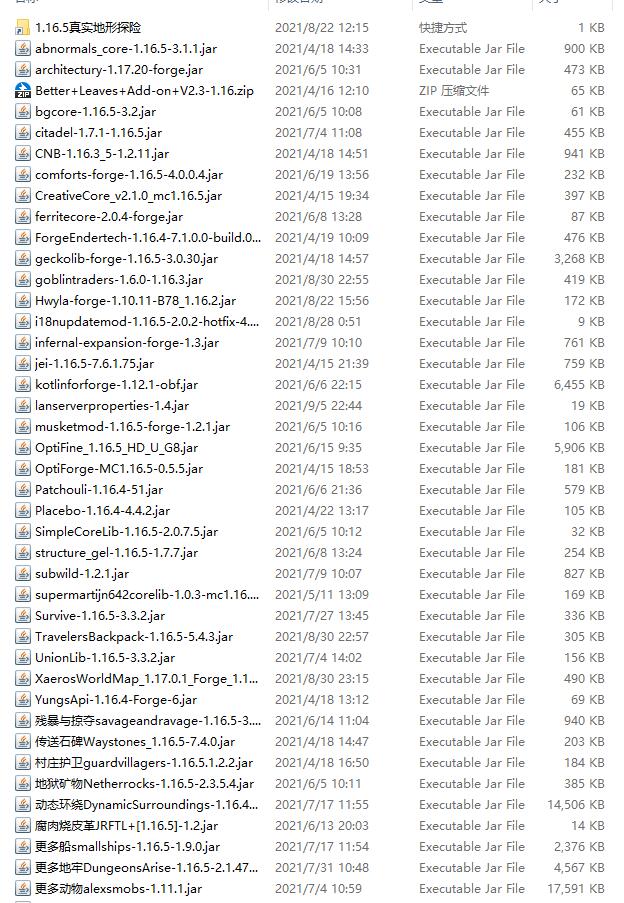 1.16.5真实地形探险 2021/8/22 12:15 快捷方式 1 KB
abnormals_core-1.16.5-3.1.1.jar 2021/4/18 14:33 Executable Jar File 900 KB
architectury-1.17.20-forge.jar 2021/6/5 10:31 Executable Jar File 473 KB
Better+Leaves+Add-on+V2.3-1.16.zip 2021/4/16 12:10 ZIP 压缩文件 65 KB
bgcore-1.16.5-3.2.jar 2021/6/5 10:08 Executable Jar File 61 KB
citadel-1.7.1-1.16.5.jar 2021/7/4 11:08 Executable Jar File 455 KB
CNB-1.16.3_5-1.2.11.jar 2021/4/18 14:51 Executable Jar File 941 KB
comforts-forge-1.16.5-4.0.0.4.jar 2021/6/19 13:56 Executable Jar File 232 KB
CreativeCore_v2.1.0_mc1.16.5.jar 2021/4/15 19:34 Executable Jar File 397 KB
ferritecore-2.0.4-forge.jar 2021/6/8 13:28 Executable Jar File 87 KB
ForgeEndertech-1.16.4-7.1.0.0-build.0... 2021/4/19 10:09 Executable Jar File 476 KB
geckolib-forge-1.16.5-3.0.30.jar 2021/4/18 14:57 Executable Jar File 3,268 KB
goblintraders-1.6.0-1.16.3.jar 2021/8/30 22:55 Executable Jar File 419 KB
Hwyla-forge-1.10.11-B78_1.16.2.jar 2021/8/22 15:56 Executable Jar File 172 KB
i18nupdatemod-1.16.5-2.0.2-hotfix-4.... 2021/8/28 0:51 Executable Jar File 9 KB
infernal-expansion-forge-1.3.jar 2021/7/9 10:10 Executable Jar File 761 KB
jei-1.16.5-7.6.1.75.jar 2021/4/15 21:39 Executable Jar File 759 KB
kotlinforforge-1.12.1-obf.jar 2021/6/6 22:15 Executable Jar File 6,455 KB
lanserverproperties-1.4.jar 2021/9/5 22:44 Executable Jar File 19 KB
musketmod-1.16.5-forge-1.2.1.jar 2021/6/5 10:16 Executable Jar File 106 KB
OptiFine_1.16.5_HD_U_G8.jar 2021/6/15 9:35 Executable Jar File 5,906 KB
OptiForge-MC1.16.5-0.5.5.jar 2021/4/15 18:53 Executable Jar File 181 KB
Patchouli-1.16.4-51.jar 2021/6/6 21:36 Executable Jar File 579 KB
Placebo-1.16.4-4.4.2.jar 2021/4/22 13:17 Executable Jar File 105 KB
SimpleCoreLib-1.16.5-2.0.7.5.jar 2021/6/5 10:12 Executable Jar File 32 KB
structure_gel-1.16.5-1.7.7.jar 2021/6/8 13:24 Executable Jar File 254 KB
subwild-1.2.1.jar 2021/7/9 10:07 Executable Jar File 827 KB
supermartijn642corelib-1.0.3-mc1.16.... 2021/5/11 13:09 Executable Jar File 169 KB
Survive-1.16.5-3.3.2.jar 2021/7/27 13:45 Executable Jar File 336 KB
TravelersBackpack-1.16.5-5.4.3.jar 2021/8/30 22:57 Executable Jar File 305 KB
UnionLib-1.16.5-3.3.2.jar 2021/7/4 14:02 Executable Jar File 156 KB
XaerosWorldMap_1.17.0.1_Forge_1.1... 2021/8/30 23:15 Executable Jar File 490 KB
YungsApi-1.16.4-Forge-6.jar 2021/4/18 13:12 Executable Jar File 69 KB
残暴与掠夺savageandravage-1.16.5-3.... 2021/6/14 11:04 Executable Jar File 940 KB
传送石碑Waystones_1.16.5-7.4.0.jar 2021/4/18 14:47 Executable Jar File 203 KB
村庄护卫guardvillagers-1.16.5.1.2.2.jar 2021/4/18 16:50 Executable Jar File 184 KB
地狱矿物Netherrocks-1.16.5-2.3.5.4.jar 2021/6/5 10:11 Executable Jar File 385 KB
动态环绕DynamicSurroundings-1.16.4... 2021/7/17 11:55 Executable Jar File 14,506 KB
腐肉烧皮革JRFTL+[1.16.5]-1.2.jar 2021/6/13 20:03 Executable Jar File 14 KB
更多船smallships-1.16.5-1.9.0.jar 2021/7/17 11:54 Executable Jar File 2,376 KB
更多地牢DungeonsArise-1.16.5-2.1.47... 2021/7/31 10:48 Executable Jar File 4,567 KB
更多动物alexsmobs-1.11.1.jar 2021/7/4 10:59 Executable Jar File 17,591 KB